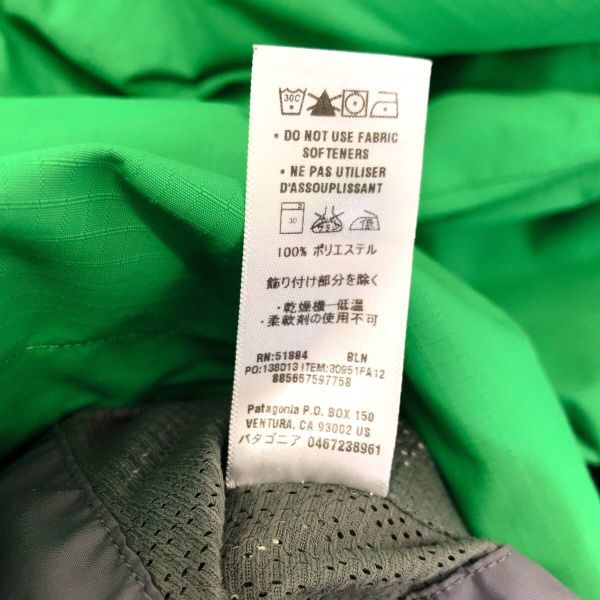 30C
• DO NOT USE FABRIC
SOFTENERS
• NE PAS UTILISER
D'ASSOUPLISSANT
30
100% ポリエステル
飾り付け部分を除く
・乾燥機―低温
・柔軟剤の使用不可
RN:51884 BLN
PO:138013 ITEM:30951FA12
885657597758
Patagonia P.O. BOX 150
VENTURA, CA 93002 US
パタゴニア 0467238961